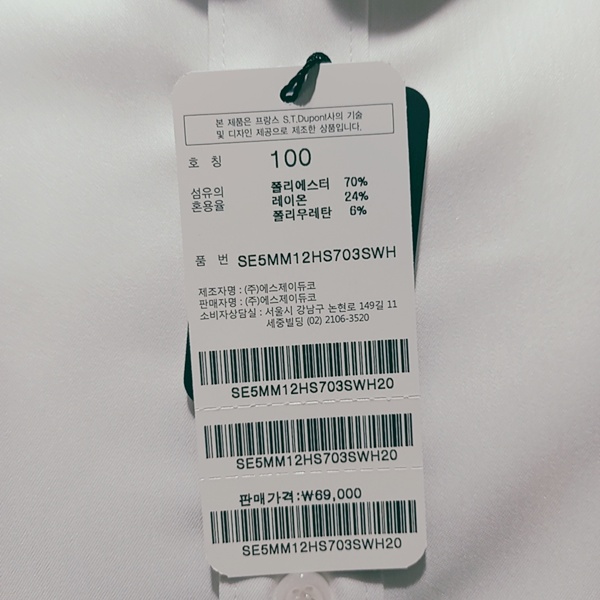 본 제품은 프랑스 S.T.Dupont사의 기술
및 디자인 제공으로 제조한 상품입니다.
호 칭 100
섬유의 혼용율 폴리에스터 70%
레이온 24%
폴리우레탄 6%
품 번 SE5MM12HS703SWH
제조자명 : (주)에스제이듀코
판매자명 : (주)에스제이듀코
소비자상담실 : 서울시 강남구 논현로 149길 11
세중빌딩 (02) 2106-3520
SE5MM12HS703SWH20
SE5MM12HS703SWH20
판매가격:₩69,000
SE5MM12HS703SWH20